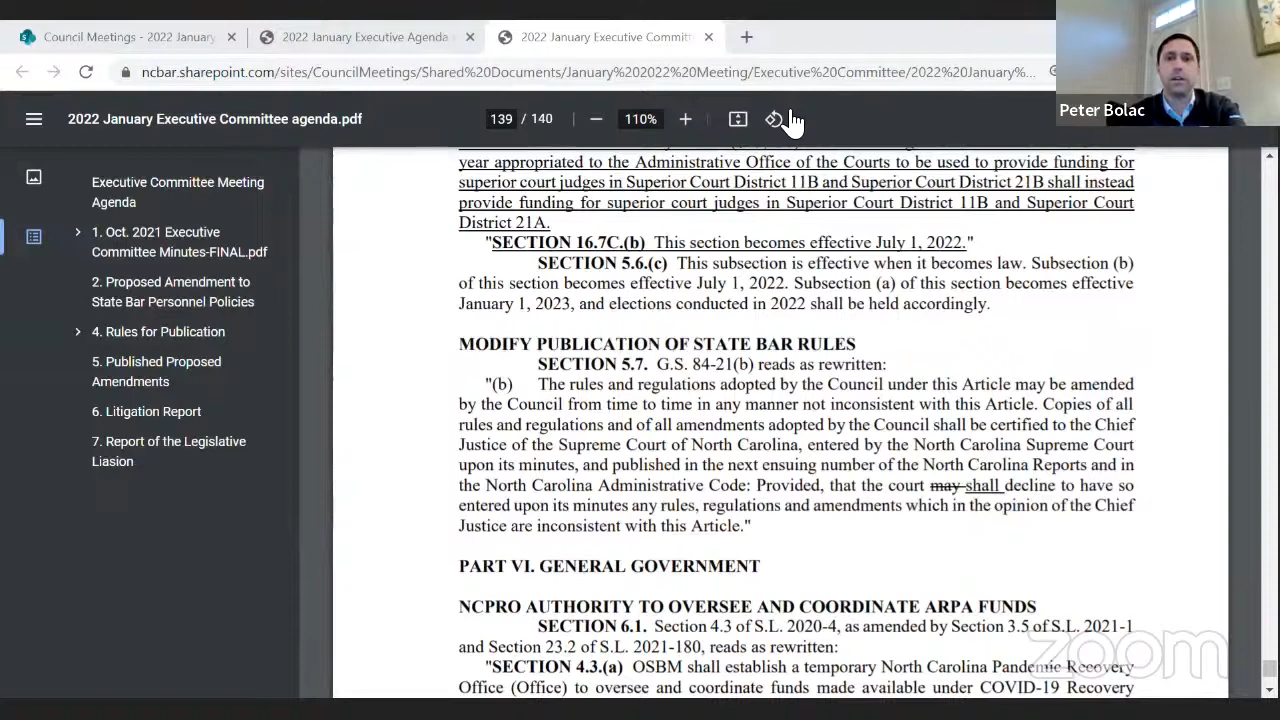 Council Meetings - 2022 January
2022 January Executive Agenda
2022 January Executive Commit
ncbar.sharepoint.com/sites/CouncilMeetings/Shared%20Documents/January%202022%20Meeting/Executive%20Committee/2022%20January%...
Peter Bolac
2022 January Executive Committee agenda.pdf
139 / 140
110%
Executive Committee Meeting
Agenda
1. Oct. 2021 Executive
Committee Minutes-FINAL.pdf
2. Proposed Amendment to
State Bar Personnel Policies
4. Rules for Publication
5. Published Proposed
Amendments
6. Litigation Report
7. Report of the Legislative
Liasion
year appropriated to the Administrative Office of the Courts to be used to provide funding for
superior court judges in Superior Court District 11B and Superior Court District 21B shall instead
provide funding for superior court judges in Superior Court District 11B and Superior Court
District 21A.
"SECTION 16.7C.(b) This section becomes effective July 1, 2022."
SECTION 5.6.(c) This subsection is effective when it becomes law. Subsection (b)
of this section becomes effective July 1, 2022. Subsection (a) of this section becomes effective
January 1, 2023, and elections conducted in 2022 shall be held accordingly.
MODIFY PUBLICATION OF STATE BAR RULES
SECTION 5.7. G.S. 84-21(b) reads as rewritten:
"(b) The rules and regulations adopted by the Council under this Article may be amended
by the Council from time to time in any manner not inconsistent with this Article. Copies of all
rules and regulations and of all amendments adopted by the Council shall be certified to the Chief
Justice of the Supreme Court of North Carolina, entered by the North Carolina Supreme Court
upon its minutes, and published in the next ensuing number of the North Carolina Reports and in
the North Carolina Administrative Code: Provided, that the court may shall decline to have so
entered upon its minutes any rules, regulations and amendments which in the opinion of the Chief
Justice are inconsistent with this Article."
PART VI. GENERAL GOVERNMENT
NCPRO AUTHORITY TO OVERSEE AND COORDINATE ARPA FUNDS
SECTION 6.1. Section 4.3 of S.L. 2020-4, as amended by Section 3.5 of S.L. 2021-1
and Section 23.2 of S.L. 2021-180, reads as rewritten:
"SECTION 4.3.(a) OSBM shall establish a temporary North Carolina Pandemic Recovery
Office (Office) to oversee and coordinate funds made available under COVID-19 Recovery
zoom